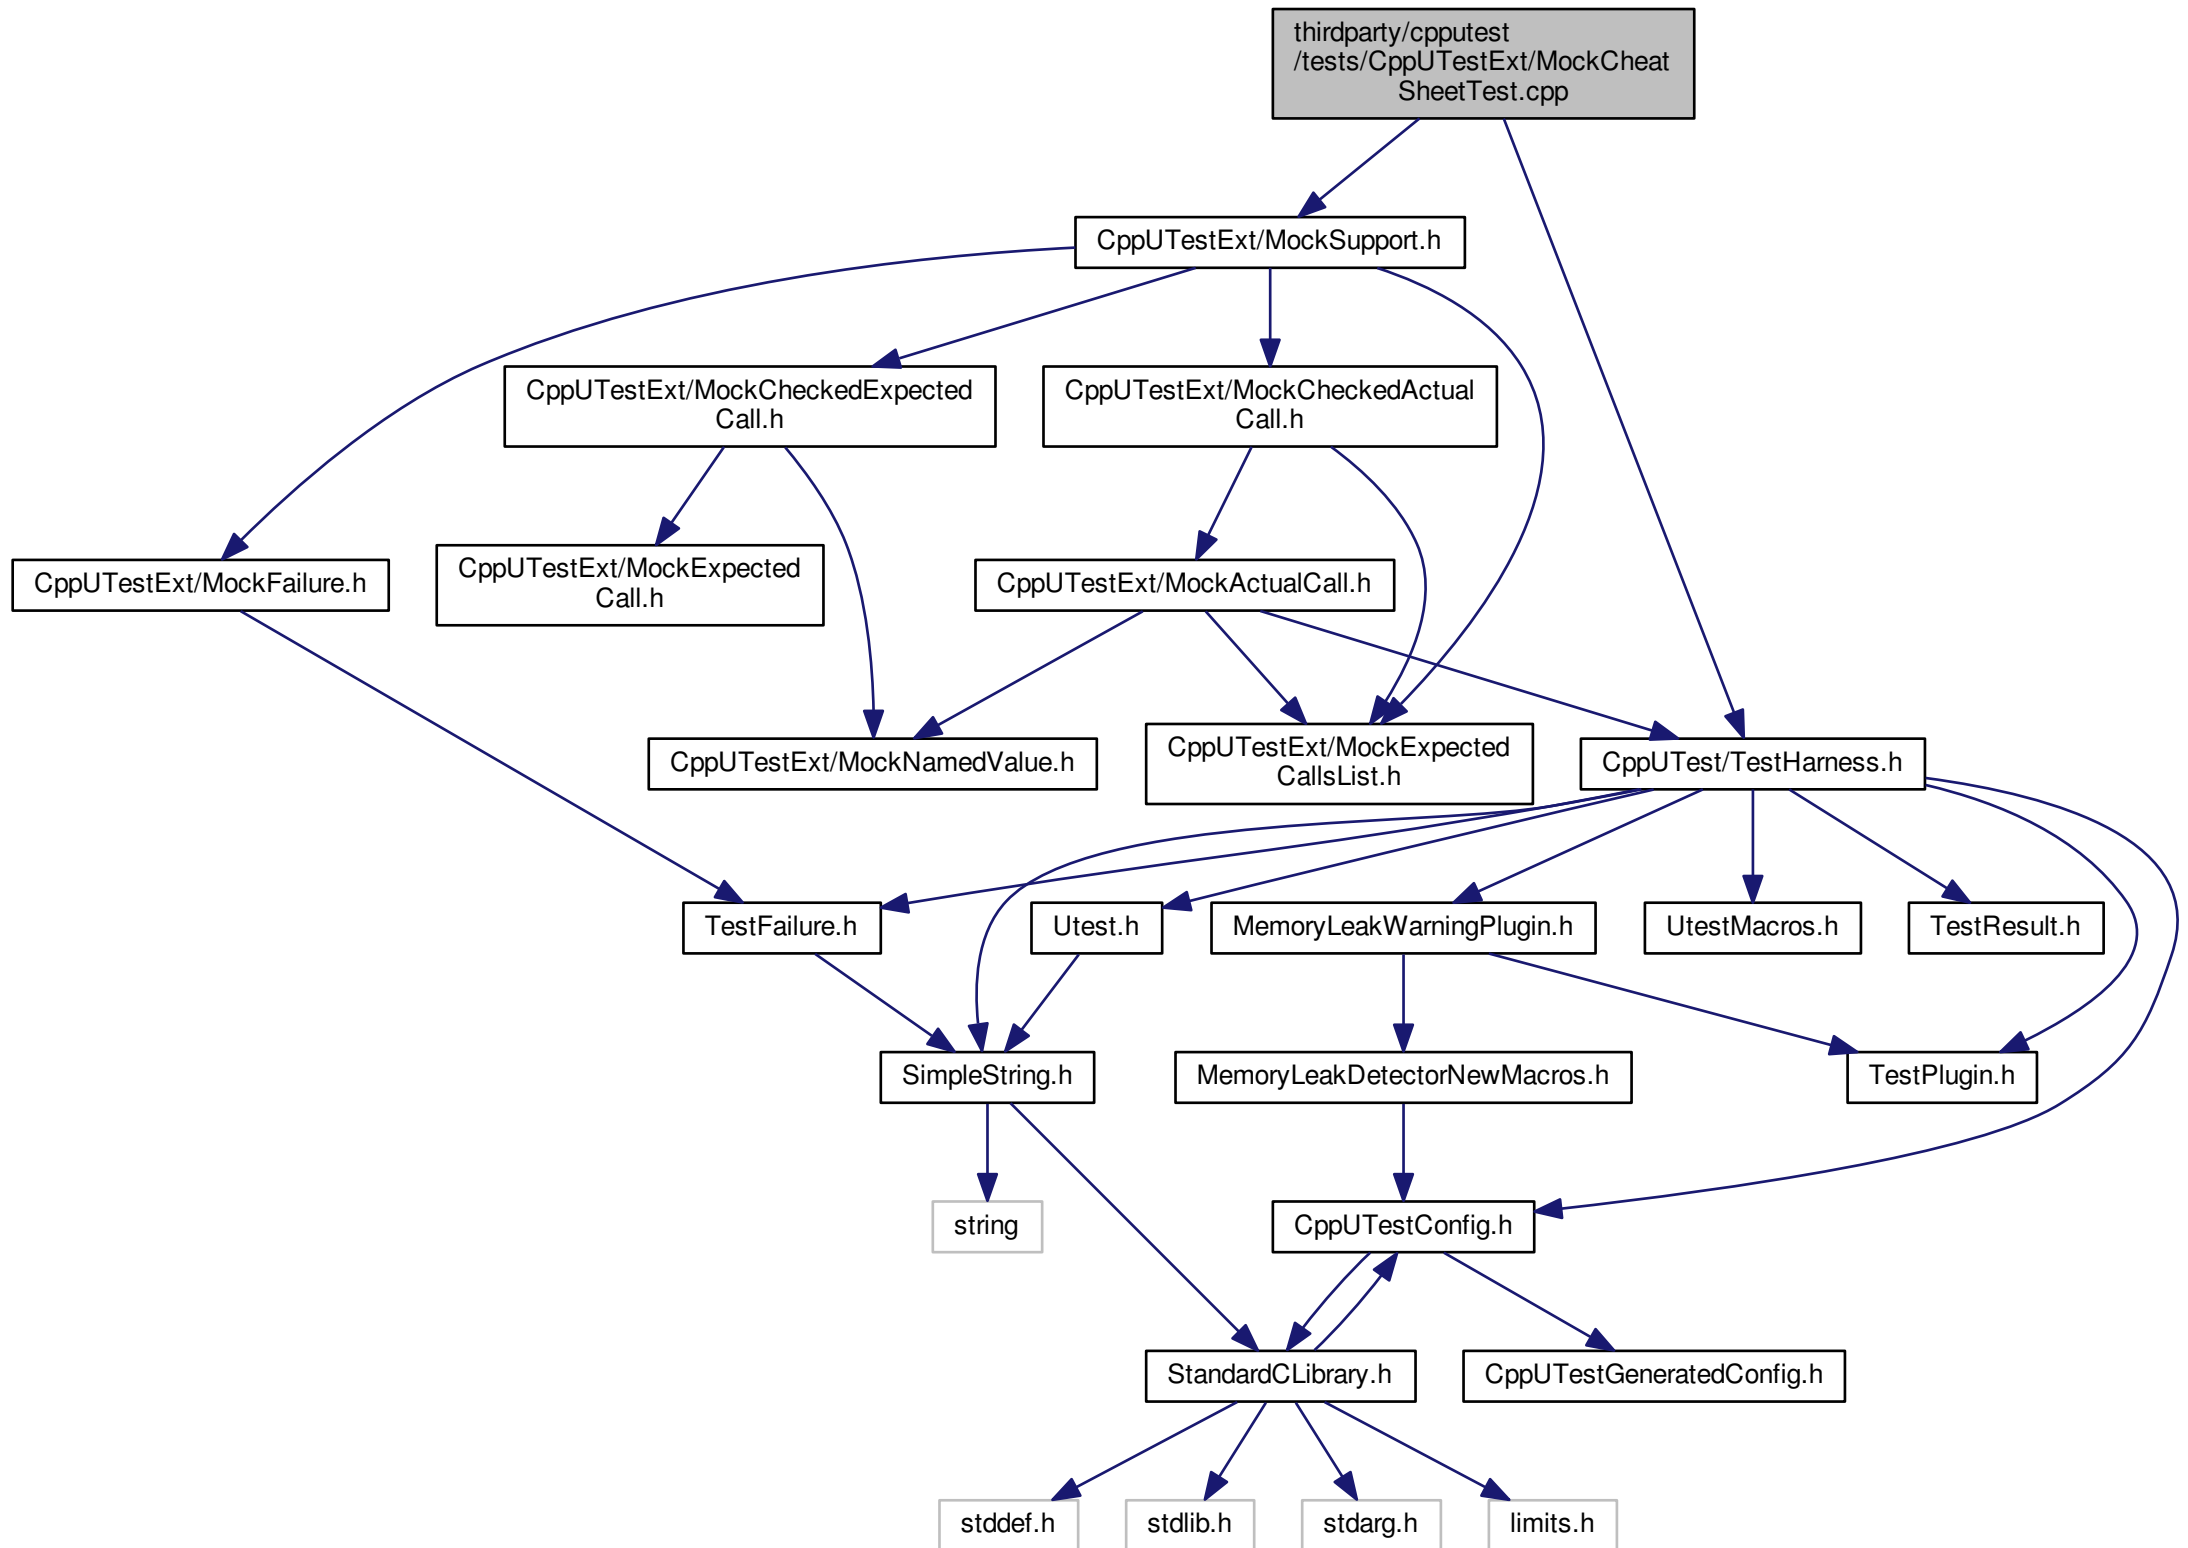 thirdparty/cpputest
/tests/CppUTestExt/MockCheat
SheetTest.cpp
CppUTestExt/MockSupport.h
CppUTestExt/MockCheckedExpected
Call.h
CppUTestExt/MockCheckedActual
Call.h
CppUTestExt/MockFailure.h
CppUTestExt/MockExpected
Call.h
CppUTestExt/MockActualCall.h
CppUTestExt/MockNamedValue.h
CppUTestExt/MockExpected
CallsList.h
CppUTest/TestHarness.h
TestFailure.h
Utest.h
MemoryLeakWarningPlugin.h
UtestMacros.h
TestResult.h
SimpleString.h
MemoryLeakDetectorNewMacros.h
TestPlugin.h
string
CppUTestConfig.h
StandardCLibrary.h
CppUTestGeneratedConfig.h
stddef.h
stdlib.h
stdarg.h
limits.h